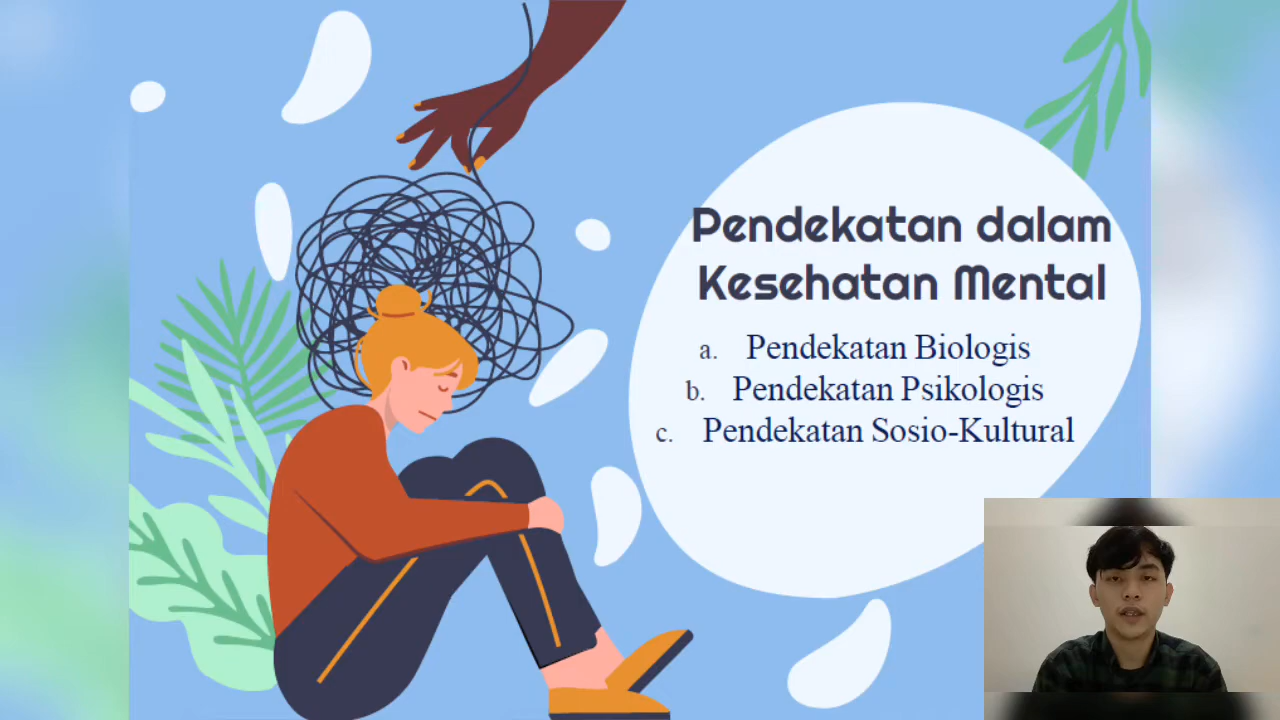 Pendekatan dalam
Kesehatan Mental
a. Pendekatan Biologis
b. Pendekatan Psikologis
c. Pendekatan Sosio-Kultural